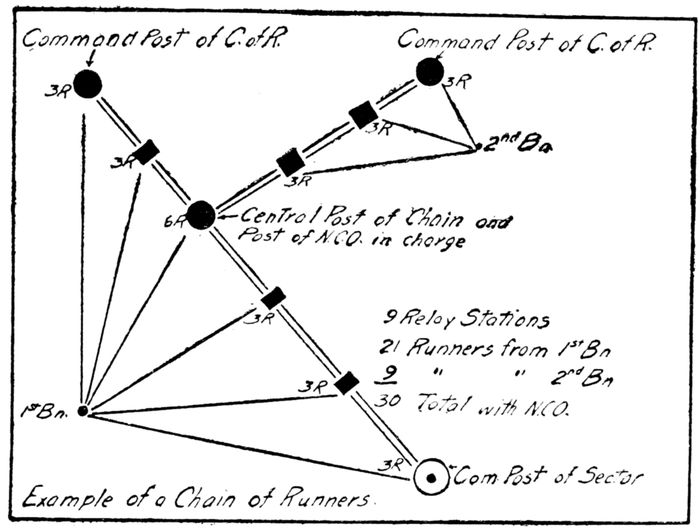 Command Post of C. of R.
Command Post of C. of R.
3R
3R
3R
3R
2nd Bn
3R
6R
Central Post of Chain and
Post of N.C.O. in charge
3R
9 Relay Stations
21 Runners from 1st Bn
9 " " 2nd Bn
30 Total with N.C.O.
3R
1st Bn.
3R
Com Post of Sector
Example of a Chain of Runners.